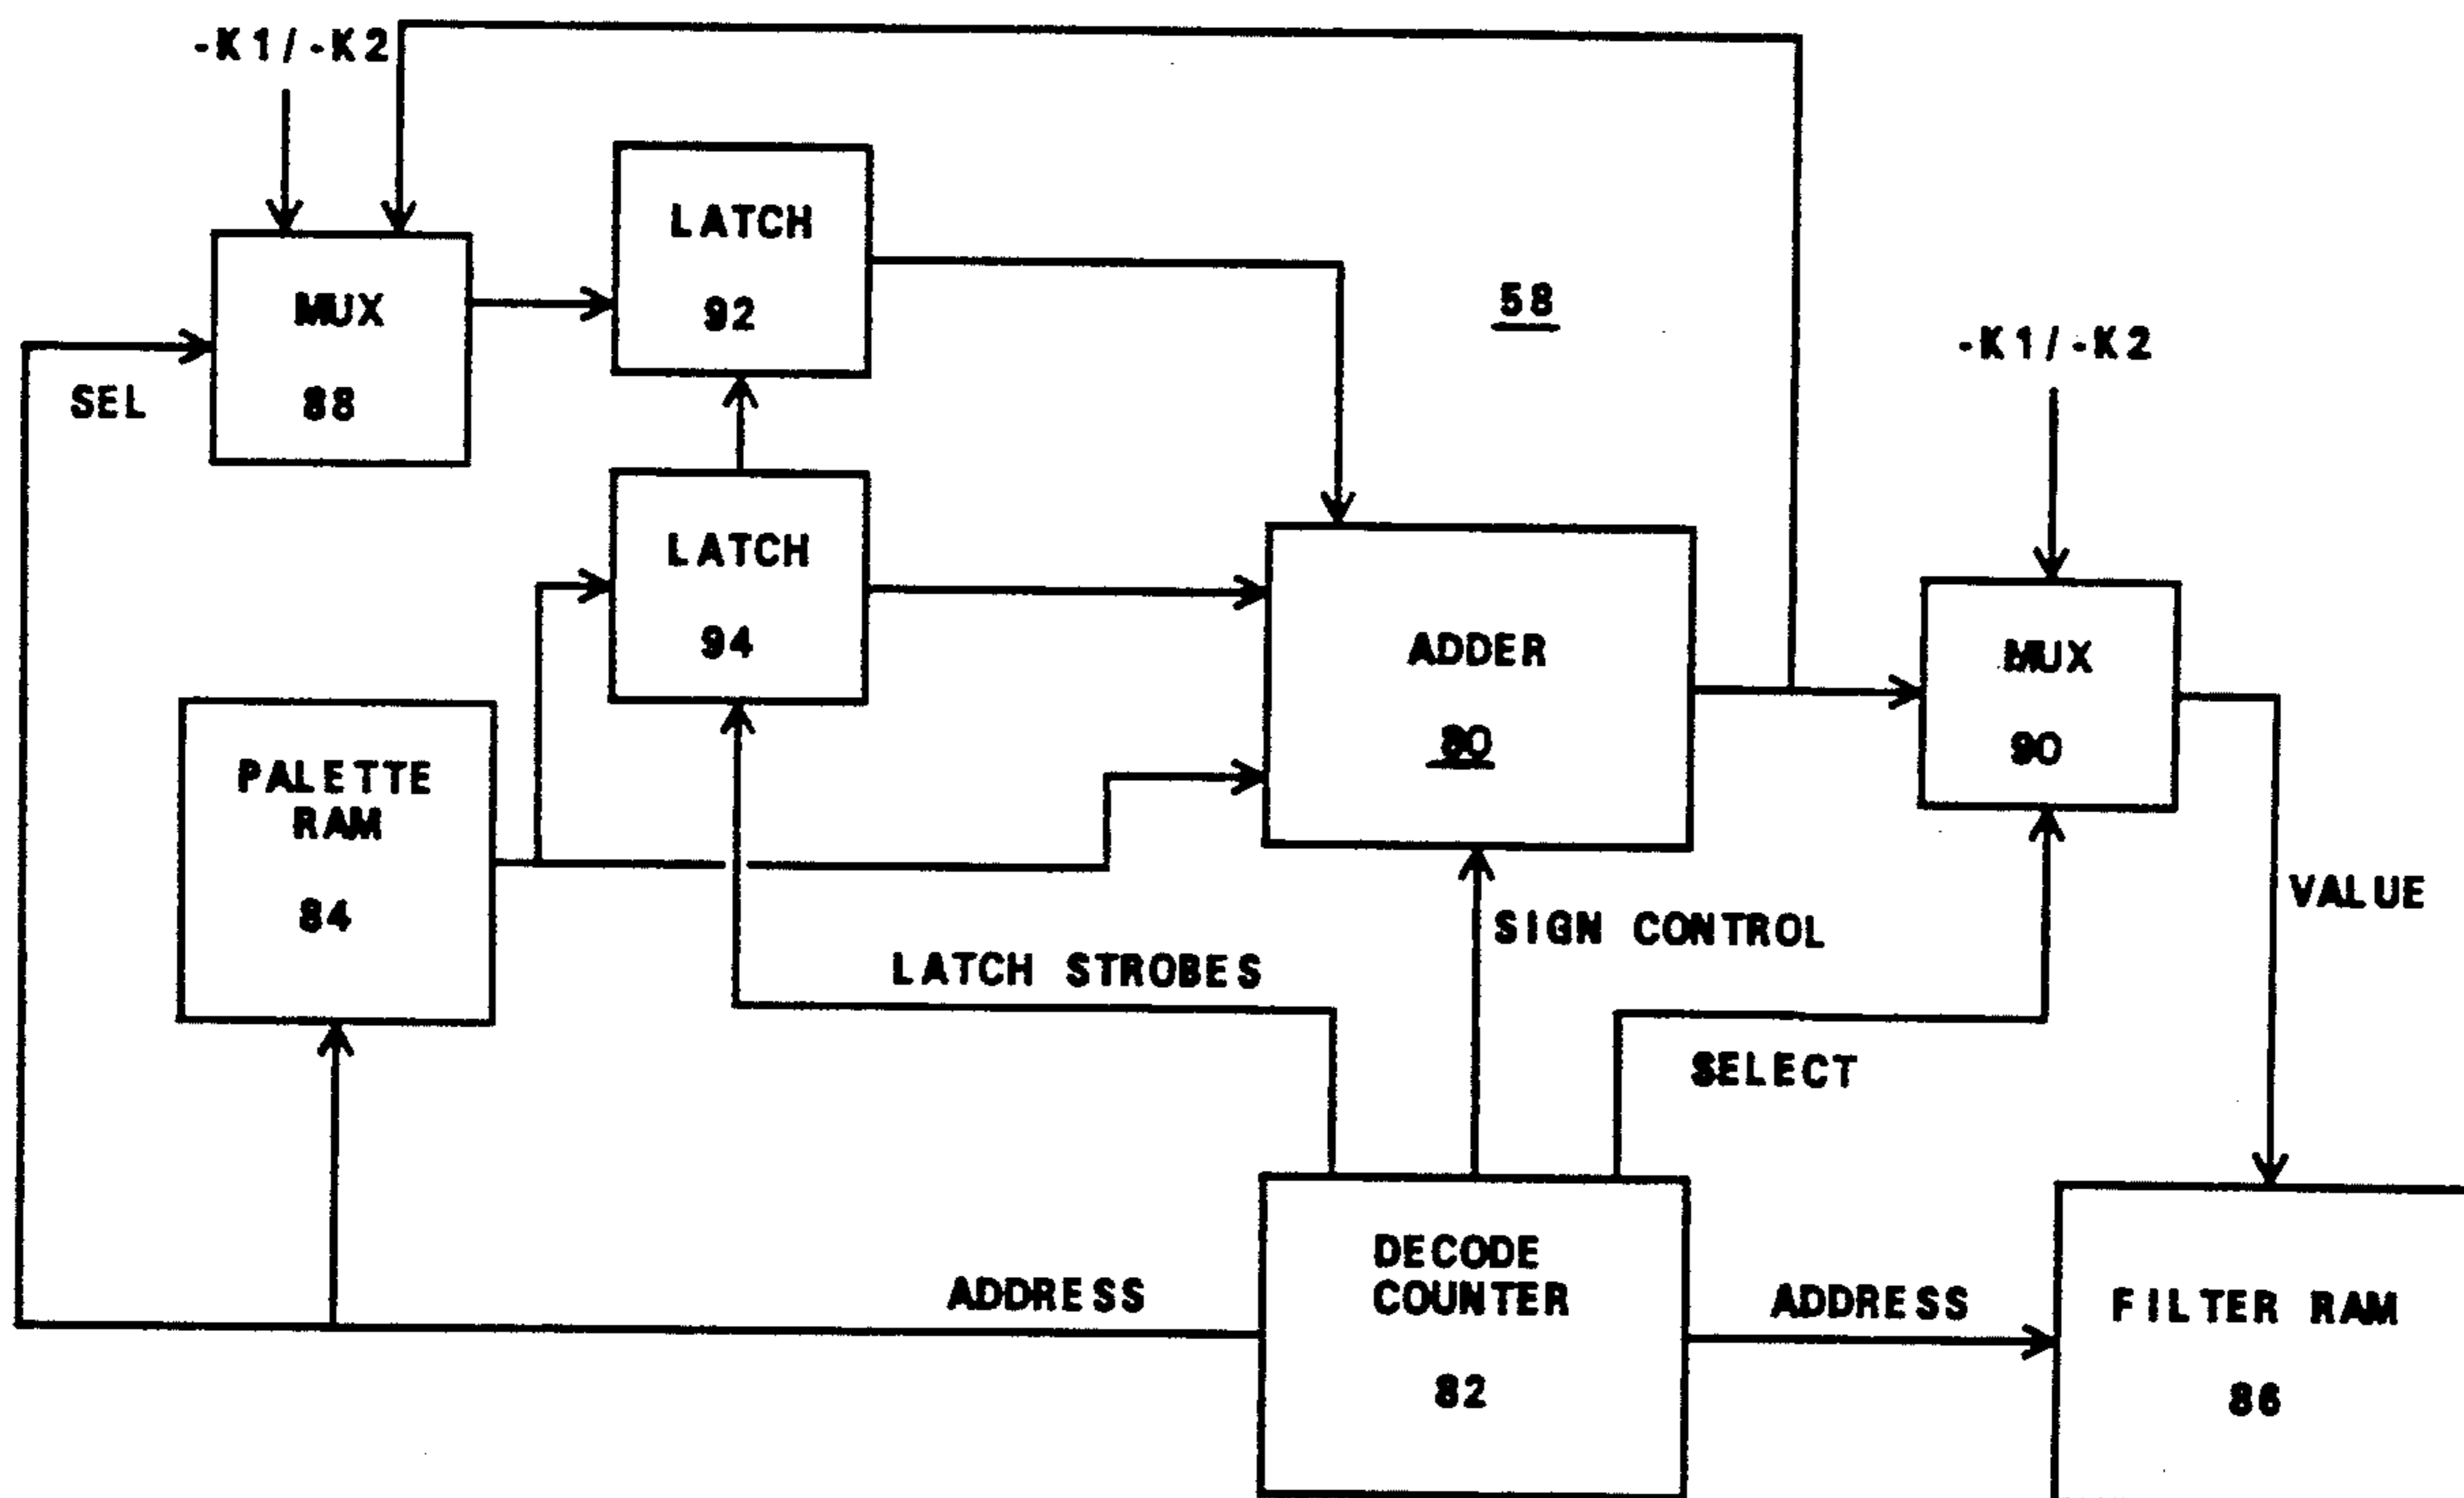 -K1/-K2
LATCH
92
58
MUX
88
SEL
-K1/-K2
LATCH
94
ADDER
80
MUX
90
PALETTE
RAM
84
VALUE
SIGN CONTROL
LATCH STROBES
SELECT
DECODE
COUNTER
82
ADDRESS
ADDRESS
FILTER RAM
86